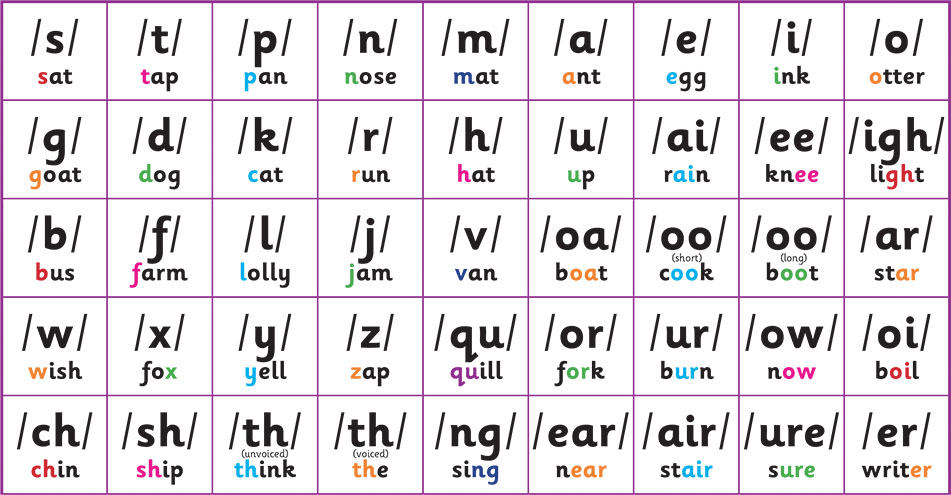 /s/ /t/ /p/ /n/ /m/ /a/ /e/ /i/ /o/
sat tap pan nose mat ant egg ink otter
/g/ /d/ /k/ /r/ /h/ /u/ /ai/ /ee/ /igh/
goat dog cat run hat up rain knee light
/b/ /f/ /l/ /j/ /v/ /oa/ /oo/ /oo/ /ar/
(short) (long)
bus farm lolly jam van boat cook boot star
/w/ /x/ /y/ /z/ /qu/ /or/ /ur/ /ow/ /oi/
wish fox yell zap quill fork burn now boil
/ch/ /sh/ /th/ /th/ /ng/ /ear/ /air/ /ure/ /er/
(unvoiced) (voiced)
chin ship think the sing near stair sure writer